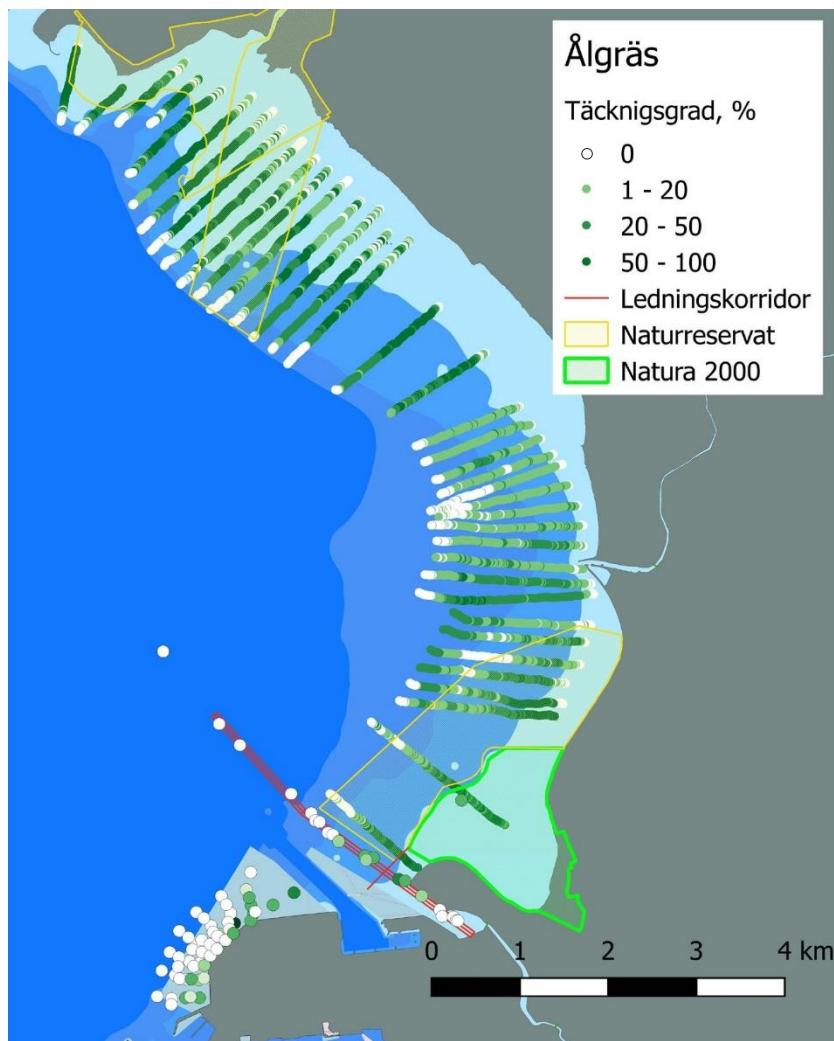 Ålgräs
Täcknigsgrad, %
0
1 - 20
20 - 50
50 - 100
Ledningskorridor
Naturreservat
Natura 2000
0 1 2 3 4 km